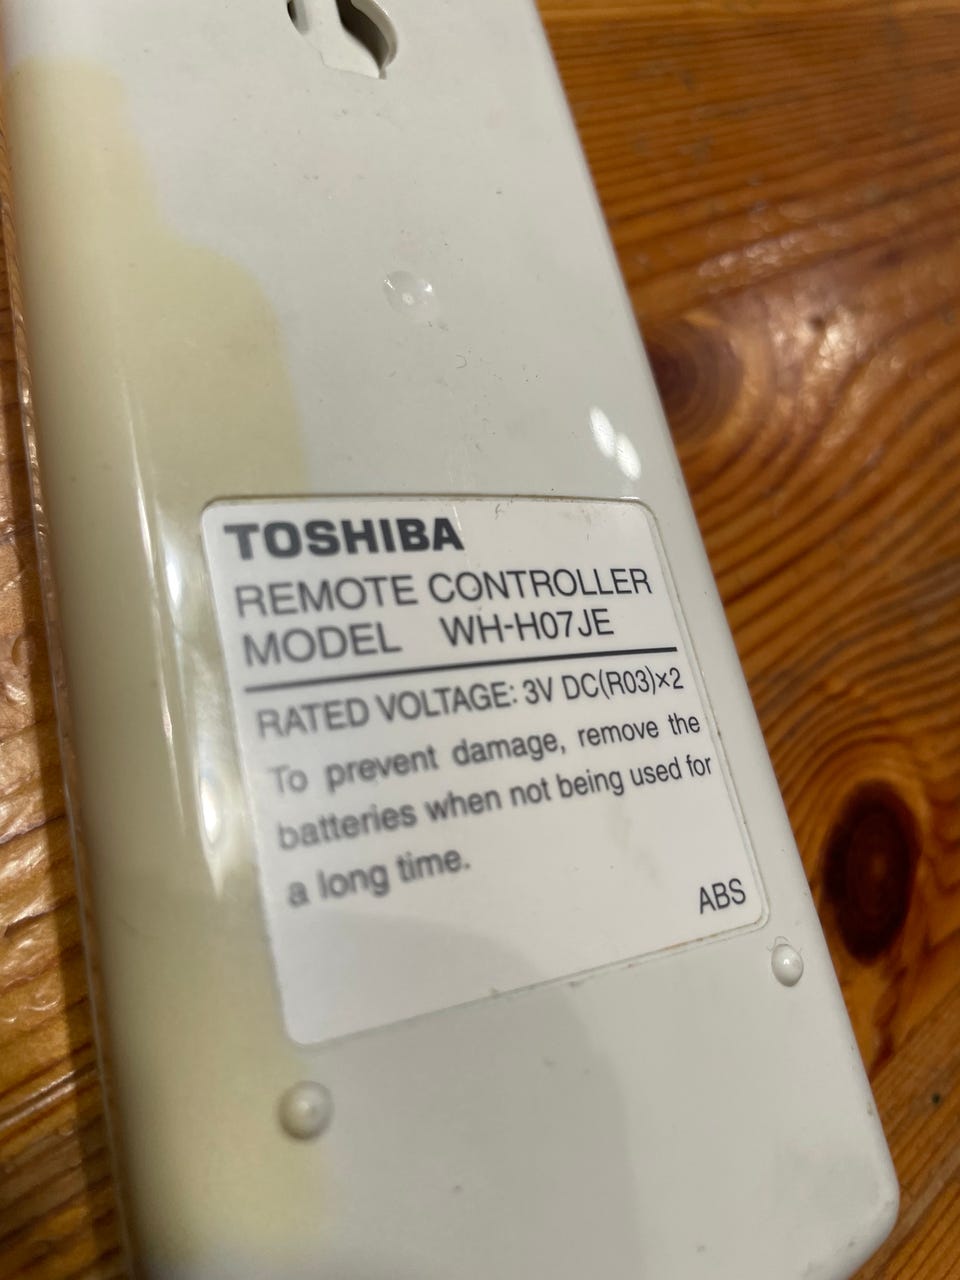 TOSHIBA
REMOTE CONTROLLER
MODEL WH-H07JE
RATED VOLTAGE: 3V DC(R03)×2
To prevent damage, remove the
batteries when not being used for
a long time.
ABS